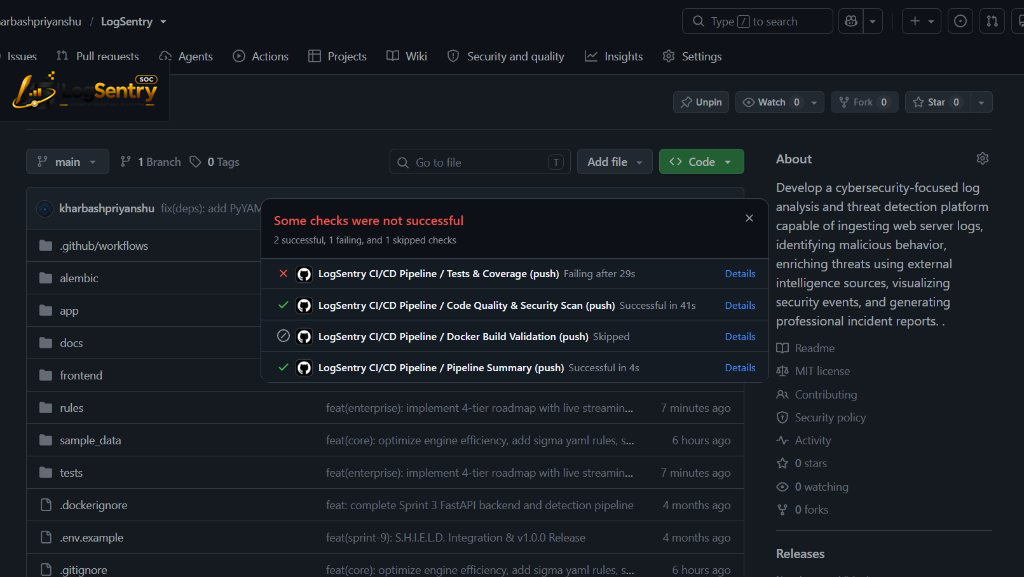 arbashpriyanshu / LogSentry
Type / to search
Issues Pull requests Agents Actions Projects Wiki Security and quality Insights Settings
LogSentry SOC
Unpin Watch 0 Fork 0 Star 0
main 1 Branch 0 Tags Go to file T Add file Code
About
Develop a cybersecurity-focused log
analysis and threat detection platform
capable of ingesting web server logs,
identifying malicious behavior,
enriching threats using external
intelligence sources, visualizing
security events, and generating
professional incident reports. .
Readme
MIT license
Contributing
Security policy
Activity
0 stars
0 watching
0 forks
Releases
kharbashpriyanshu fix(deps): add PyYAM
Some checks were not successful
2 successful, 1 failing, and 1 skipped checks
LogSentry CI/CD Pipeline / Tests & Coverage (push) Failing after 29s Details
LogSentry CI/CD Pipeline / Code Quality & Security Scan (push) Successful in 41s Details
LogSentry CI/CD Pipeline / Docker Build Validation (push) Skipped Details
LogSentry CI/CD Pipeline / Pipeline Summary (push) Successful in 4s Details
.github/workflows
alembic
app
docs
frontend
rules feat(enterprise): implement 4-tier roadmap with live streamin... 7 minutes ago
sample_data feat(core): optimize engine efficiency, add sigma yaml rules, s... 6 hours ago
tests feat(enterprise): implement 4-tier roadmap with live streamin... 7 minutes ago
.dockerignore feat: complete Sprint 3 FastAPI backend and detection pipeline 4 months ago
.env.example feat(sprint-9): S.H.I.E.L.D. Integration & v1.0.0 Release 4 months ago
.gitignore feat(core): optimize engine efficiency, add sigma yaml rules, s... 6 hours ago